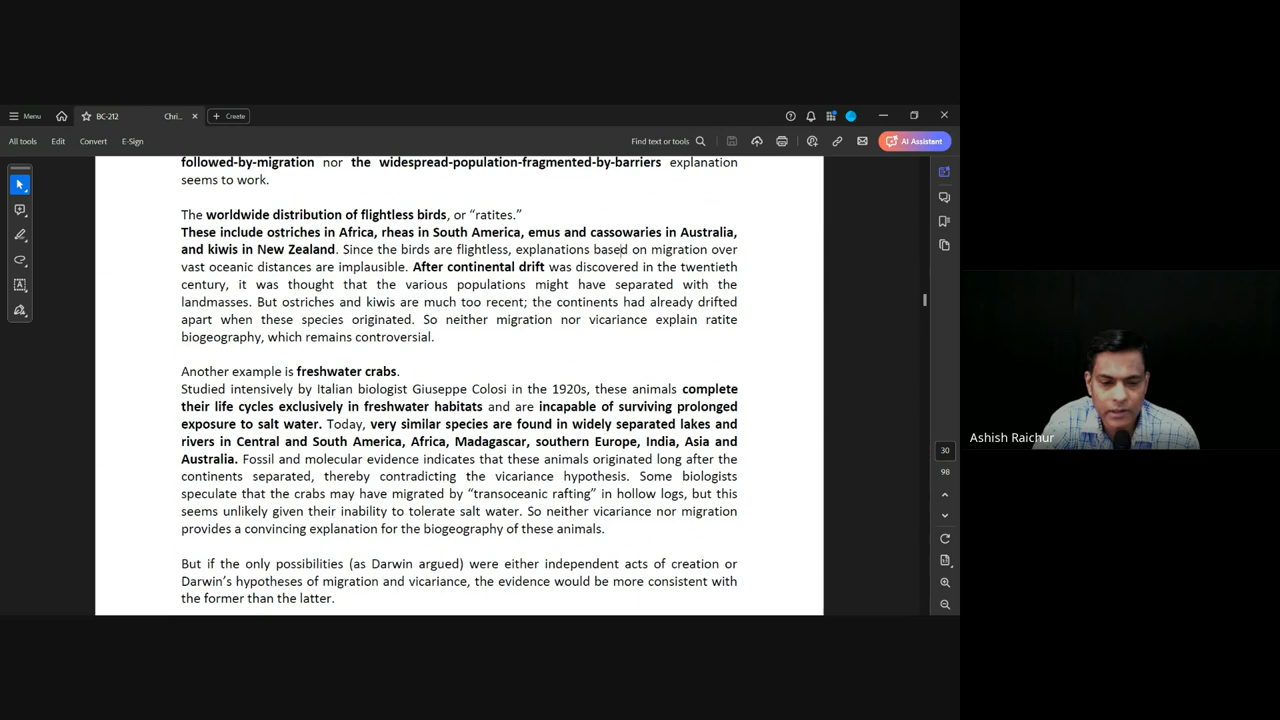 Menu
BC-212
Chri...
Create
All tools
Edit
Convert
E-Sign
Find text or tools
AI Assistant
followed-by-migration nor the widespread-population-fragmented-by-barriers explanation
seems to work.
The worldwide distribution of flightless birds, or “ratites.”
These include ostriches in Africa, rheas in South America, emus and cassowaries in Australia,
and kiwis in New Zealand. Since the birds are flightless, explanations based on migration over
vast oceanic distances are implausible. After continental drift was discovered in the twentieth
century, it was thought that the various populations might have separated with the
landmasses. But ostriches and kiwis are much too recent; the continents had already drifted
apart when these species originated. So neither migration nor vicariance explain ratite
biogeography, which remains controversial.
Another example is freshwater crabs.
Studied intensively by Italian biologist Giuseppe Colosi in the 1920s, these animals complete
their life cycles exclusively in freshwater habitats and are incapable of surviving prolonged
exposure to salt water. Today, very similar species are found in widely separated lakes and
rivers in Central and South America, Africa, Madagascar, southern Europe, India, Asia and
Australia. Fossil and molecular evidence indicates that these animals originated long after the
continents separated, thereby contradicting the vicariance hypothesis. Some biologists
speculate that the crabs may have migrated by “transoceanic rafting” in hollow logs, but this
seems unlikely given their inability to tolerate salt water. So neither vicariance nor migration
provides a convincing explanation for the biogeography of these animals.
But if the only possibilities (as Darwin argued) were either independent acts of creation or
Darwin’s hypotheses of migration and vicariance, the evidence would be more consistent with
the former than the latter.
30
98
Ashish Raichur